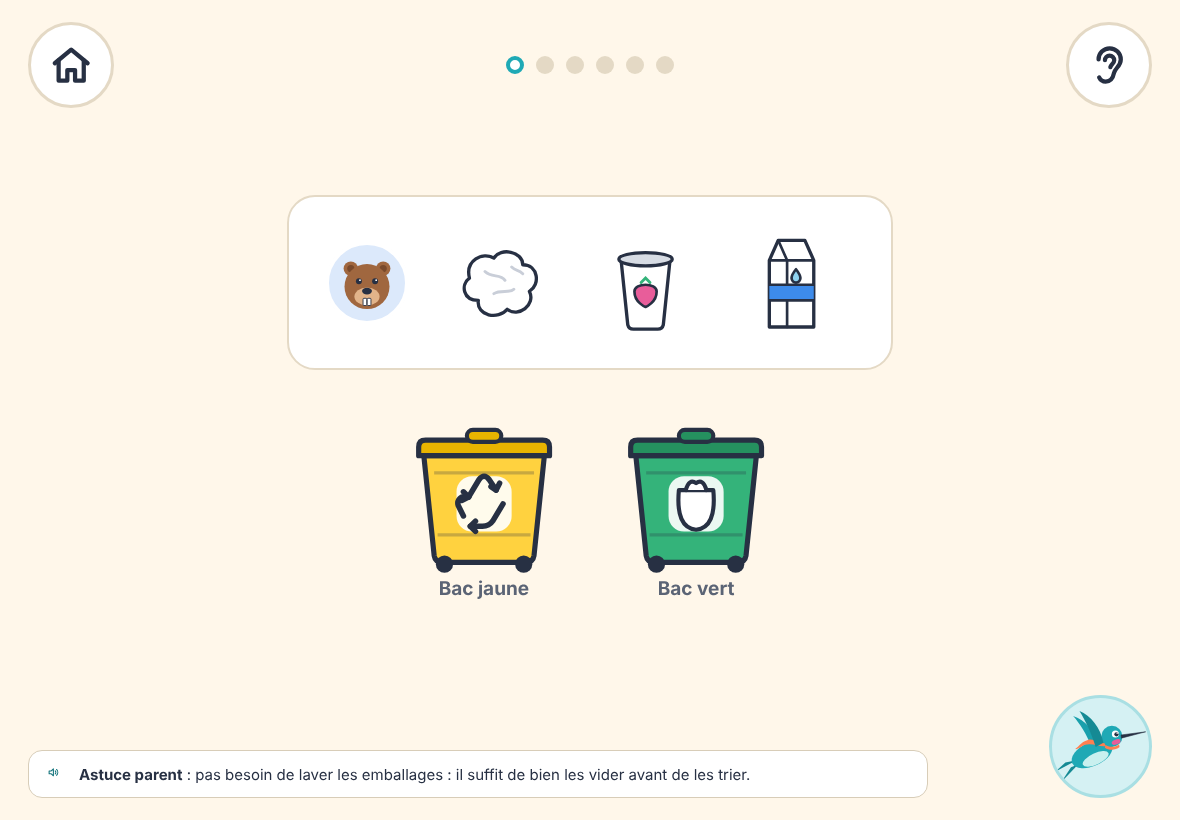 Bac jaune
Bac vert
Astuce parent : pas besoin de laver les emballages : il suffit de bien les vider avant de les trier.